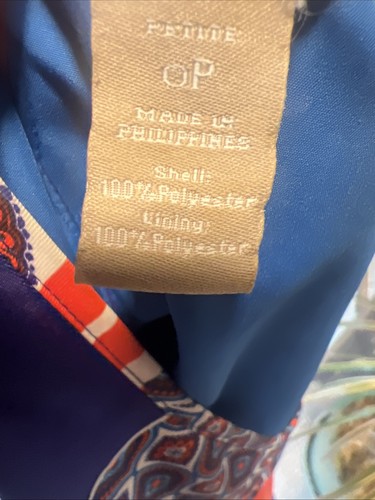 PETITE
0P
MADE IN
PHILIPPINES
Shell:
100% Polyester
Lining:
100% Polyester